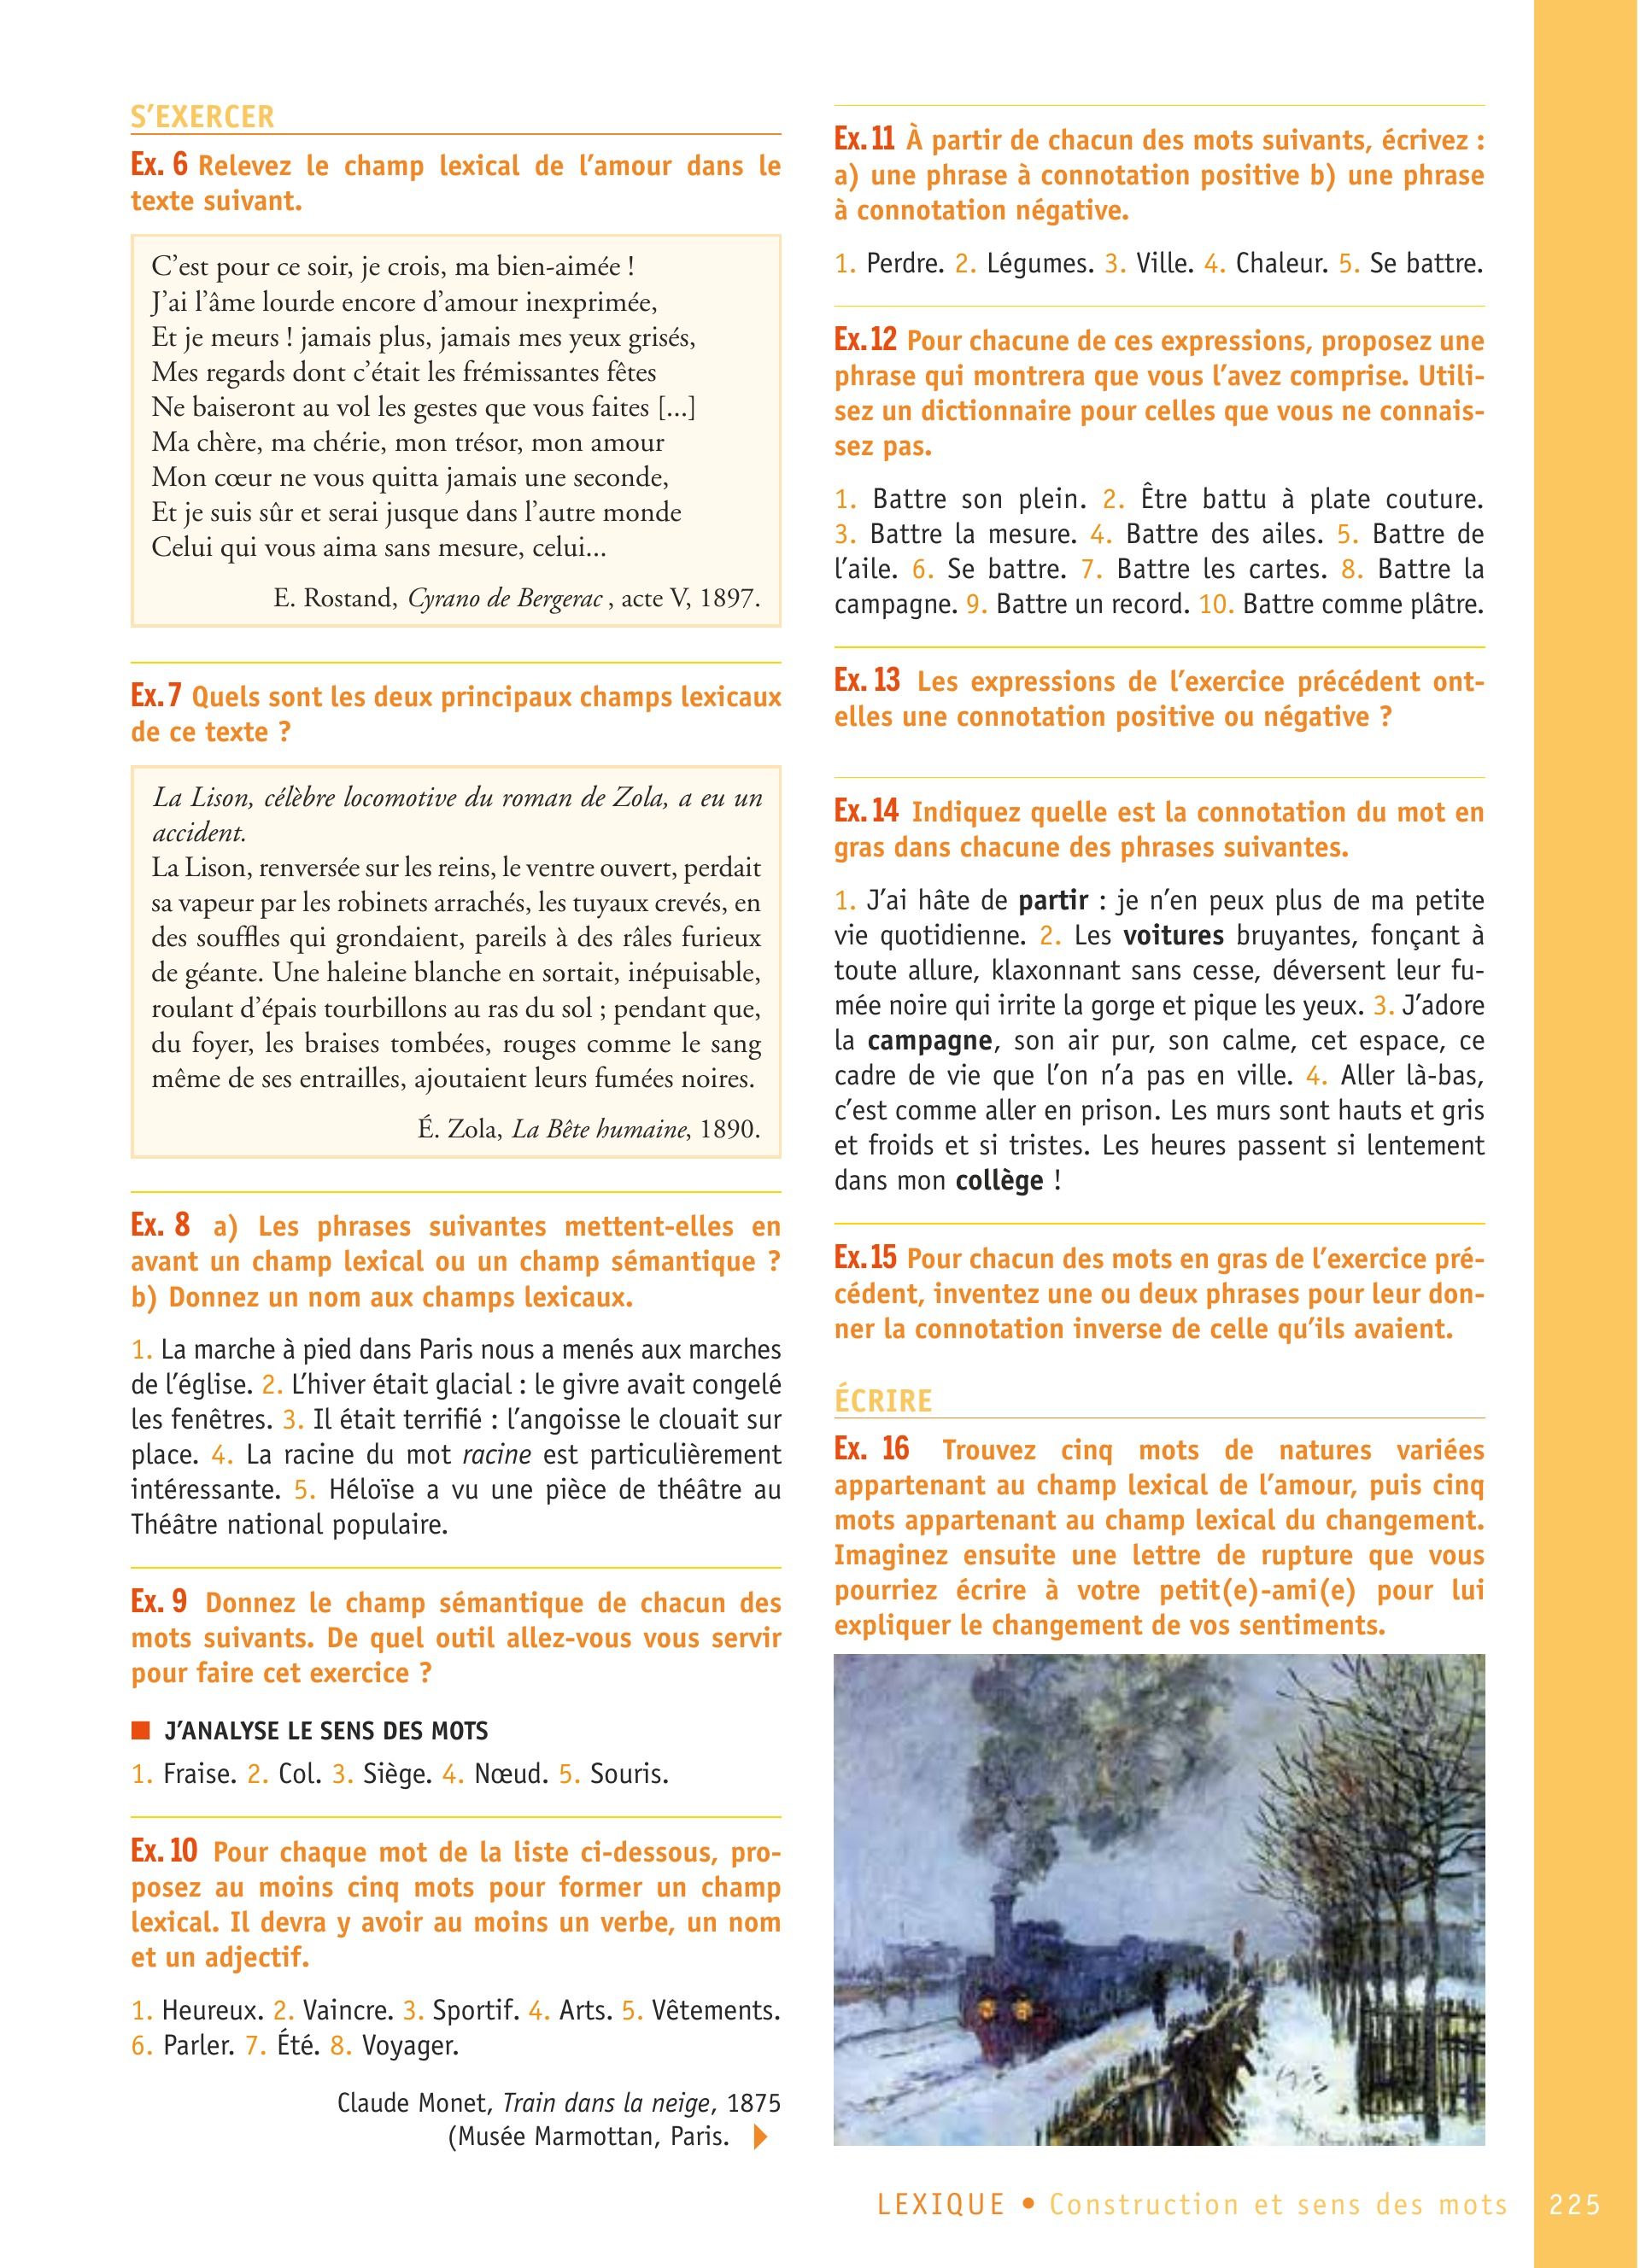 S'EXERCER
Ex. 6 Relevez le champ lexical de l'amour dans le
texte suivant.
C'est pour ce soir, je crois, ma bien-aimée !
J'ai l'âme lourde encore d'amour inexprimée,
Et je meurs ! jamais plus, jamais mes yeux grisés,
Mes regards dont c'était les frémissantes fêtes
Ne baiseront au vol les gestes que vous faites [...]
Ma chère, ma chérie, mon trésor, mon amour
Mon cœur ne vous quitta jamais une seconde,
Et je suis sûr et serai jusque dans l'autre monde
Celui qui vous aima sans mesure, celui...
E. Rostand, Cyrano de Bergerac , acte V, 1897.
Ex. 7 Quels sont les deux principaux champs lexicaux
de ce texte ?
La Lison, célèbre locomotive du roman de Zola, a eu un
accident.
La Lison, renversée sur les reins, le ventre ouvert, perdait
sa vapeur par les robinets arrachés, les tuyaux crevés, en
des souffles qui grondaient, pareils à des râles furieux
de géante. Une haleine blanche en sortait, inépuisable,
roulant d'épais tourbillons au ras du sol ; pendant que,
du foyer, les braises tombées, rouges comme le sang
même de ses entrailles, ajoutaient leurs fumées noires.
É. Zola, La Bête humaine, 1890.
Ex. 8 a) Les phrases suivantes mettent-elles en
avant un champ lexical ou un champ sémantique ?
b) Donnez un nom aux champs lexicaux.
1. La marche à pied dans Paris nous a menés aux marches
de l'église. 2. L'hiver était glacial : le givre avait congelé
les fenêtres. 3. Il était terrifié : l'angoisse le clouait sur
place. 4. La racine du mot racine est particulièrement
intéressante. 5. Héloïse a vu une pièce de théâtre au
Théâtre national populaire.
Ex. 9 Donnez le champ sémantique de chacun des
mots suivants. De quel outil allez-vous vous servir
pour faire cet exercice ?
■ J'ANALYSE LE SENS DES MOTS
1. Fraise. 2. Col. 3. Siège. 4. Nœud. 5. Souris.
Ex. 10 Pour chaque mot de la liste ci-dessous, pro-
posez au moins cinq mots pour former un champ
lexical. Il devra y avoir au moins un verbe, un nom
et un adjectif.
1. Heureux. 2. Vaincre. 3. Sportif. 4. Arts. 5. Vêtements.
6. Parler. 7. Été. 8. Voyager.
Claude Monet, Train dans la neige, 1875
(Musée Marmottan, Paris.
Ex. 11 À partir de chacun des mots suivants, écrivez :
a) une phrase à connotation positive b) une phrase
à connotation négative.
1. Perdre. 2. Légumes. 3. Ville. 4. Chaleur. 5. Se battre.
Ex. 12 Pour chacune de ces expressions, proposez une
phrase qui montrera que vous l'avez comprise. Utili-
sez un dictionnaire pour celles que vous ne connais-
sez pas.
1. Battre son plein. 2. Être battu à plate couture.
3. Battre la mesure. 4. Battre des ailes. 5. Battre de
l'aile. 6. Se battre. 7. Battre les cartes. 8. Battre la
campagne. 9. Battre un record. 10. Battre comme plâtre.
Ex. 13 Les expressions de l'exercice précédent ont-
elles une connotation positive ou négative ?
Ex. 14 Indiquez quelle est la connotation du mot en
gras dans chacune des phrases suivantes.
1. J'ai hâte de partir : je n'en peux plus de ma petite
vie quotidienne. 2. Les voitures bruyantes, fonçant à
toute allure, klaxonnant sans cesse, déversent leur fu-
mée noire qui irrite la gorge et pique les yeux. 3. J'adore
la campagne, son air pur, son calme, cet espace, ce
cadre de vie que l'on n'a pas en ville. 4. Aller là-bas,
c'est comme aller en prison. Les murs sont hauts et gris
et froids et si tristes. Les heures passent si lentement
dans mon collège !
Ex. 15 Pour chacun des mots en gras de l'exercice pré-
cédent, inventez une ou deux phrases pour leur don-
ner la connotation inverse de celle qu'ils avaient.
ÉCRIRE
Ex. 16 Trouvez cinq mots de natures variées
appartenant au champ lexical de l'amour, puis cinq
mots appartenant au champ lexical du changement.
Imaginez ensuite une lettre de rupture que vous
pourriez écrire à votre petit(e)-ami(e) pour lui
expliquer le changement de vos sentiments.
LEXIQUE • Construction et sens des mots 225